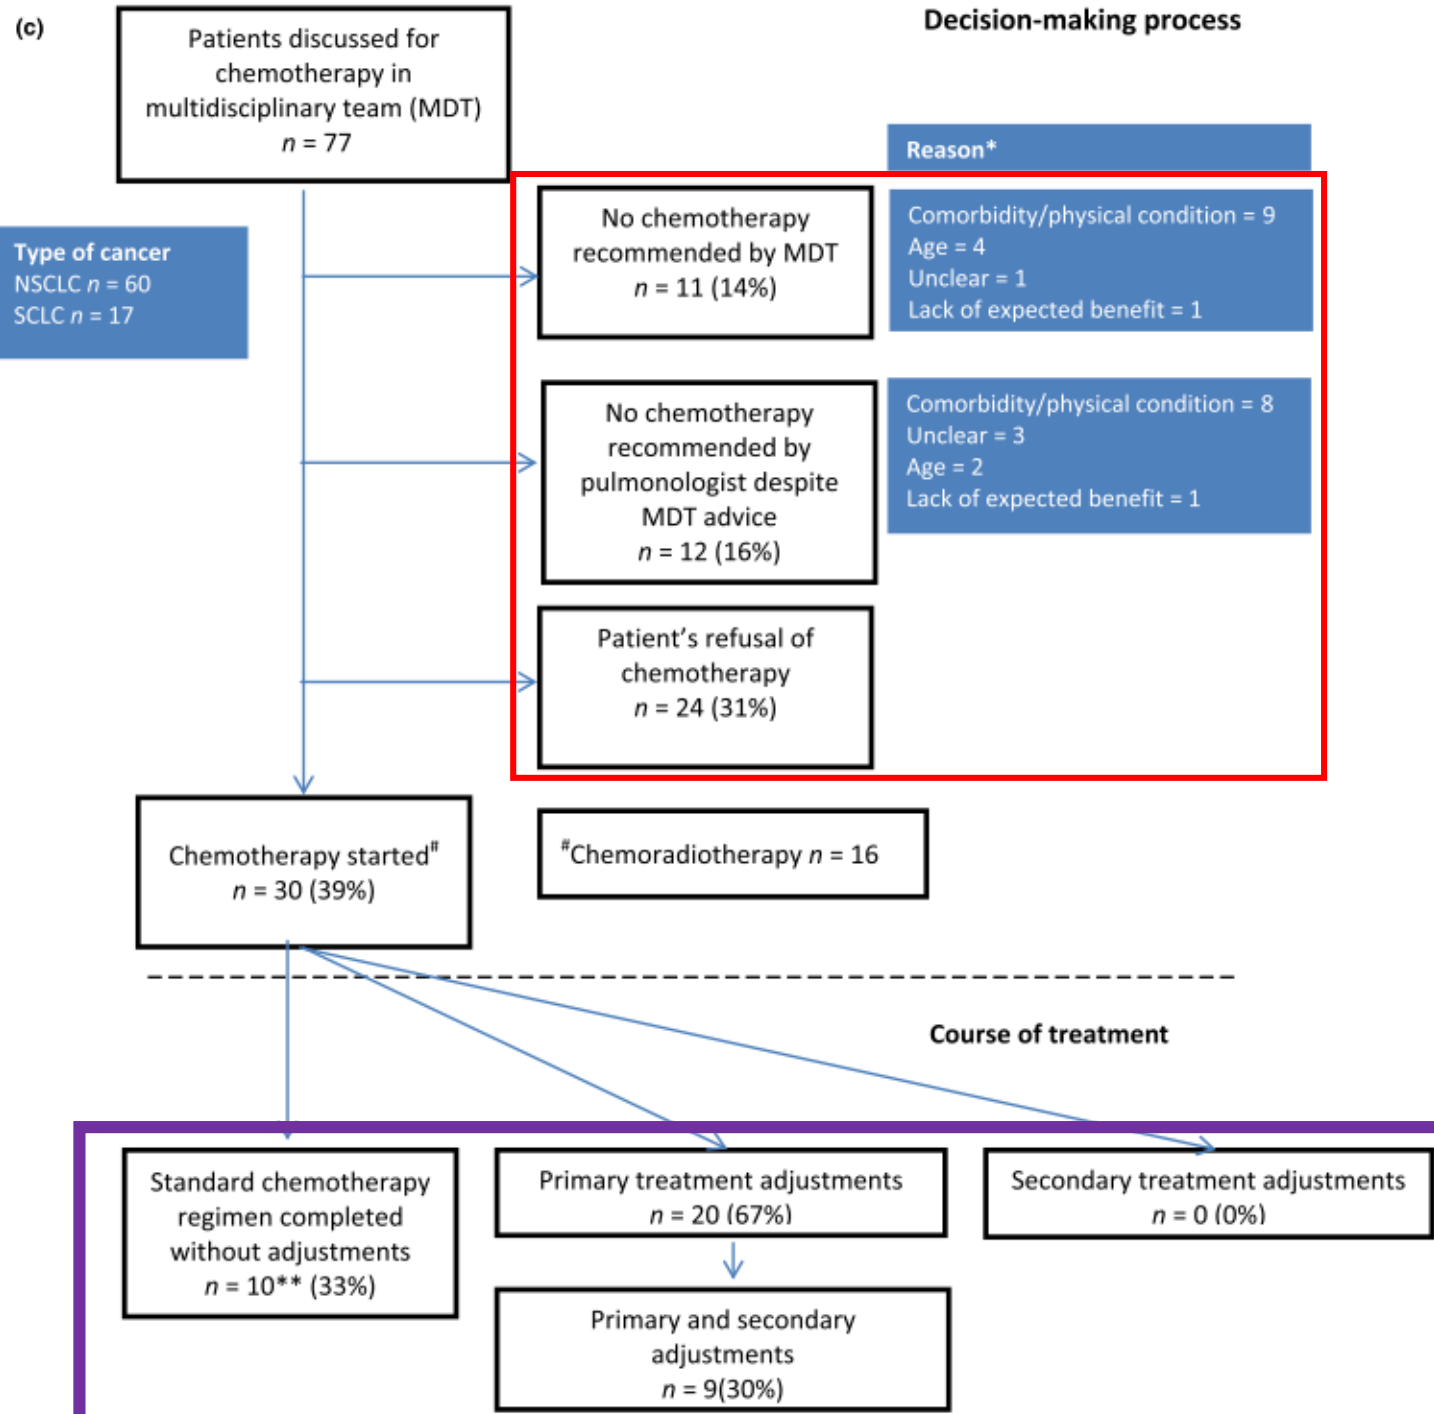 (c)
Decision-making process
Patients discussed for
chemotherapy in
multidisciplinary team (MDT)
n = 77
Reason*
Type of cancer
NSCLC n = 60
SCLC n = 17
No chemotherapy
recommended by MDT
n = 11 (14%)
Comorbidity/physical condition = 9
Age = 4
Unclear = 1
Lack of expected benefit = 1
No chemotherapy
recommended by
pulmonologist despite
MDT advice
n = 12 (16%)
Comorbidity/physical condition = 8
Unclear = 3
Age = 2
Lack of expected benefit = 1
Patient's refusal of
chemotherapy
n = 24 (31%)
Chemotherapy started#
n = 30 (39%)
#Chemoradiotherapy n = 16
Course of treatment
Standard chemotherapy
regimen completed
without adjustments
n = 10** (33%)
Primary treatment adjustments
n = 20 (67%)
Secondary treatment adjustments
n = 0 (0%)
Primary and secondary
adjustments
n = 9(30%)